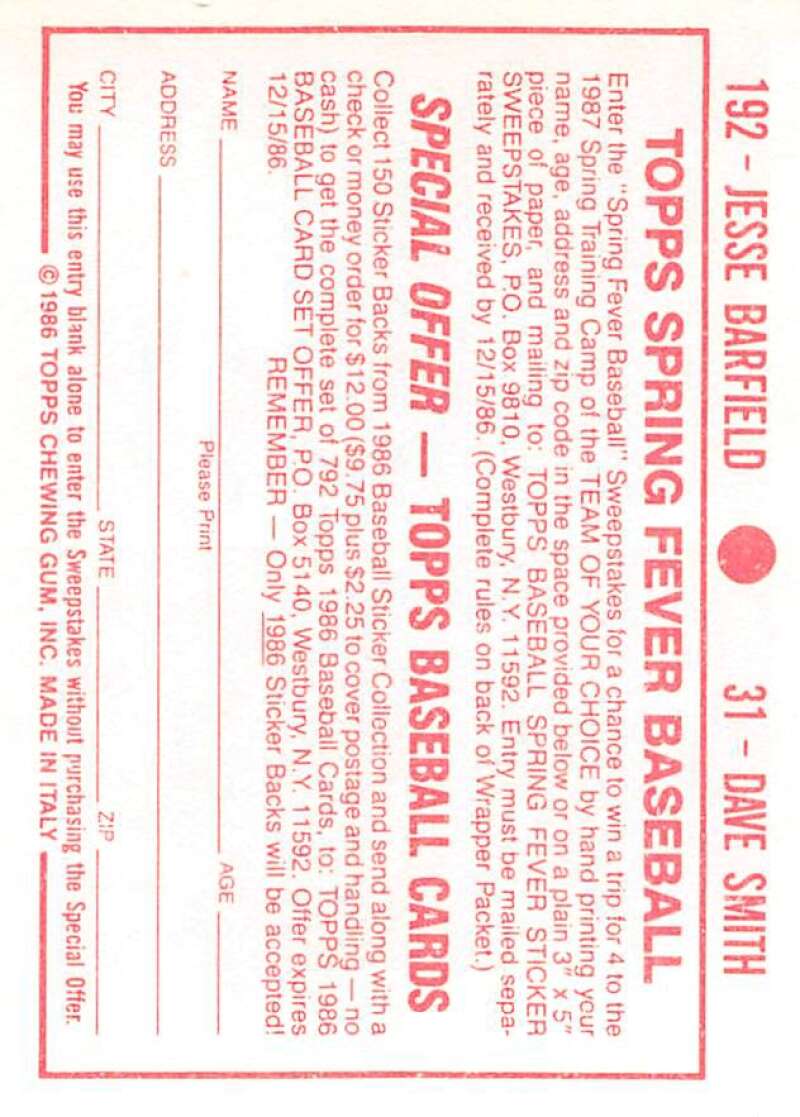 192 - JESSE BARFIELD 31 - DAVE SMITH
TOPPS SPRING FEVER BASEBALL
Enter the "Spring Fever Baseball" Sweepstakes for a chance to win a trip for 4 to the
1987 Spring Training Camp of the TEAM OF YOUR CHOICE by hand printing your
name, age, address and zip code in the space provided below or on a plain 3" x 5"
piece of paper, and mailing to: TOPPS BASEBALL SPRING FEVER STICKER
SWEEPSTAKES, P.O. Box 9810, Westbury, N.Y. 11592. Entry must be mailed sepa-
rately and received by 12/15/86. (Complete rules on back of Wrapper Packet.)
SPECIAL OFFER — TOPPS BASEBALL CARDS
Collect 150 Sticker Backs from 1986 Baseball Sticker Collection and send along with a
check or money order for $12.00 ($9.75 plus $2.25 to cover postage and handling — no
cash) to get the complete set of 792 Topps 1986 Baseball Cards, to: TOPPS 1986
BASEBALL CARD SET OFFER, P.O. Box 5140, Westbury, N.Y. 11592. Offer expires
12/15/86. REMEMBER — Only 1986 Sticker Backs will be accepted!
NAME AGE
Please Print
ADDRESS
CITY STATE ZIP
You may use this entry blank alone to enter the Sweepstakes without purchasing the Special Offer.
© 1986 TOPPS CHEWING GUM, INC. MADE IN ITALY